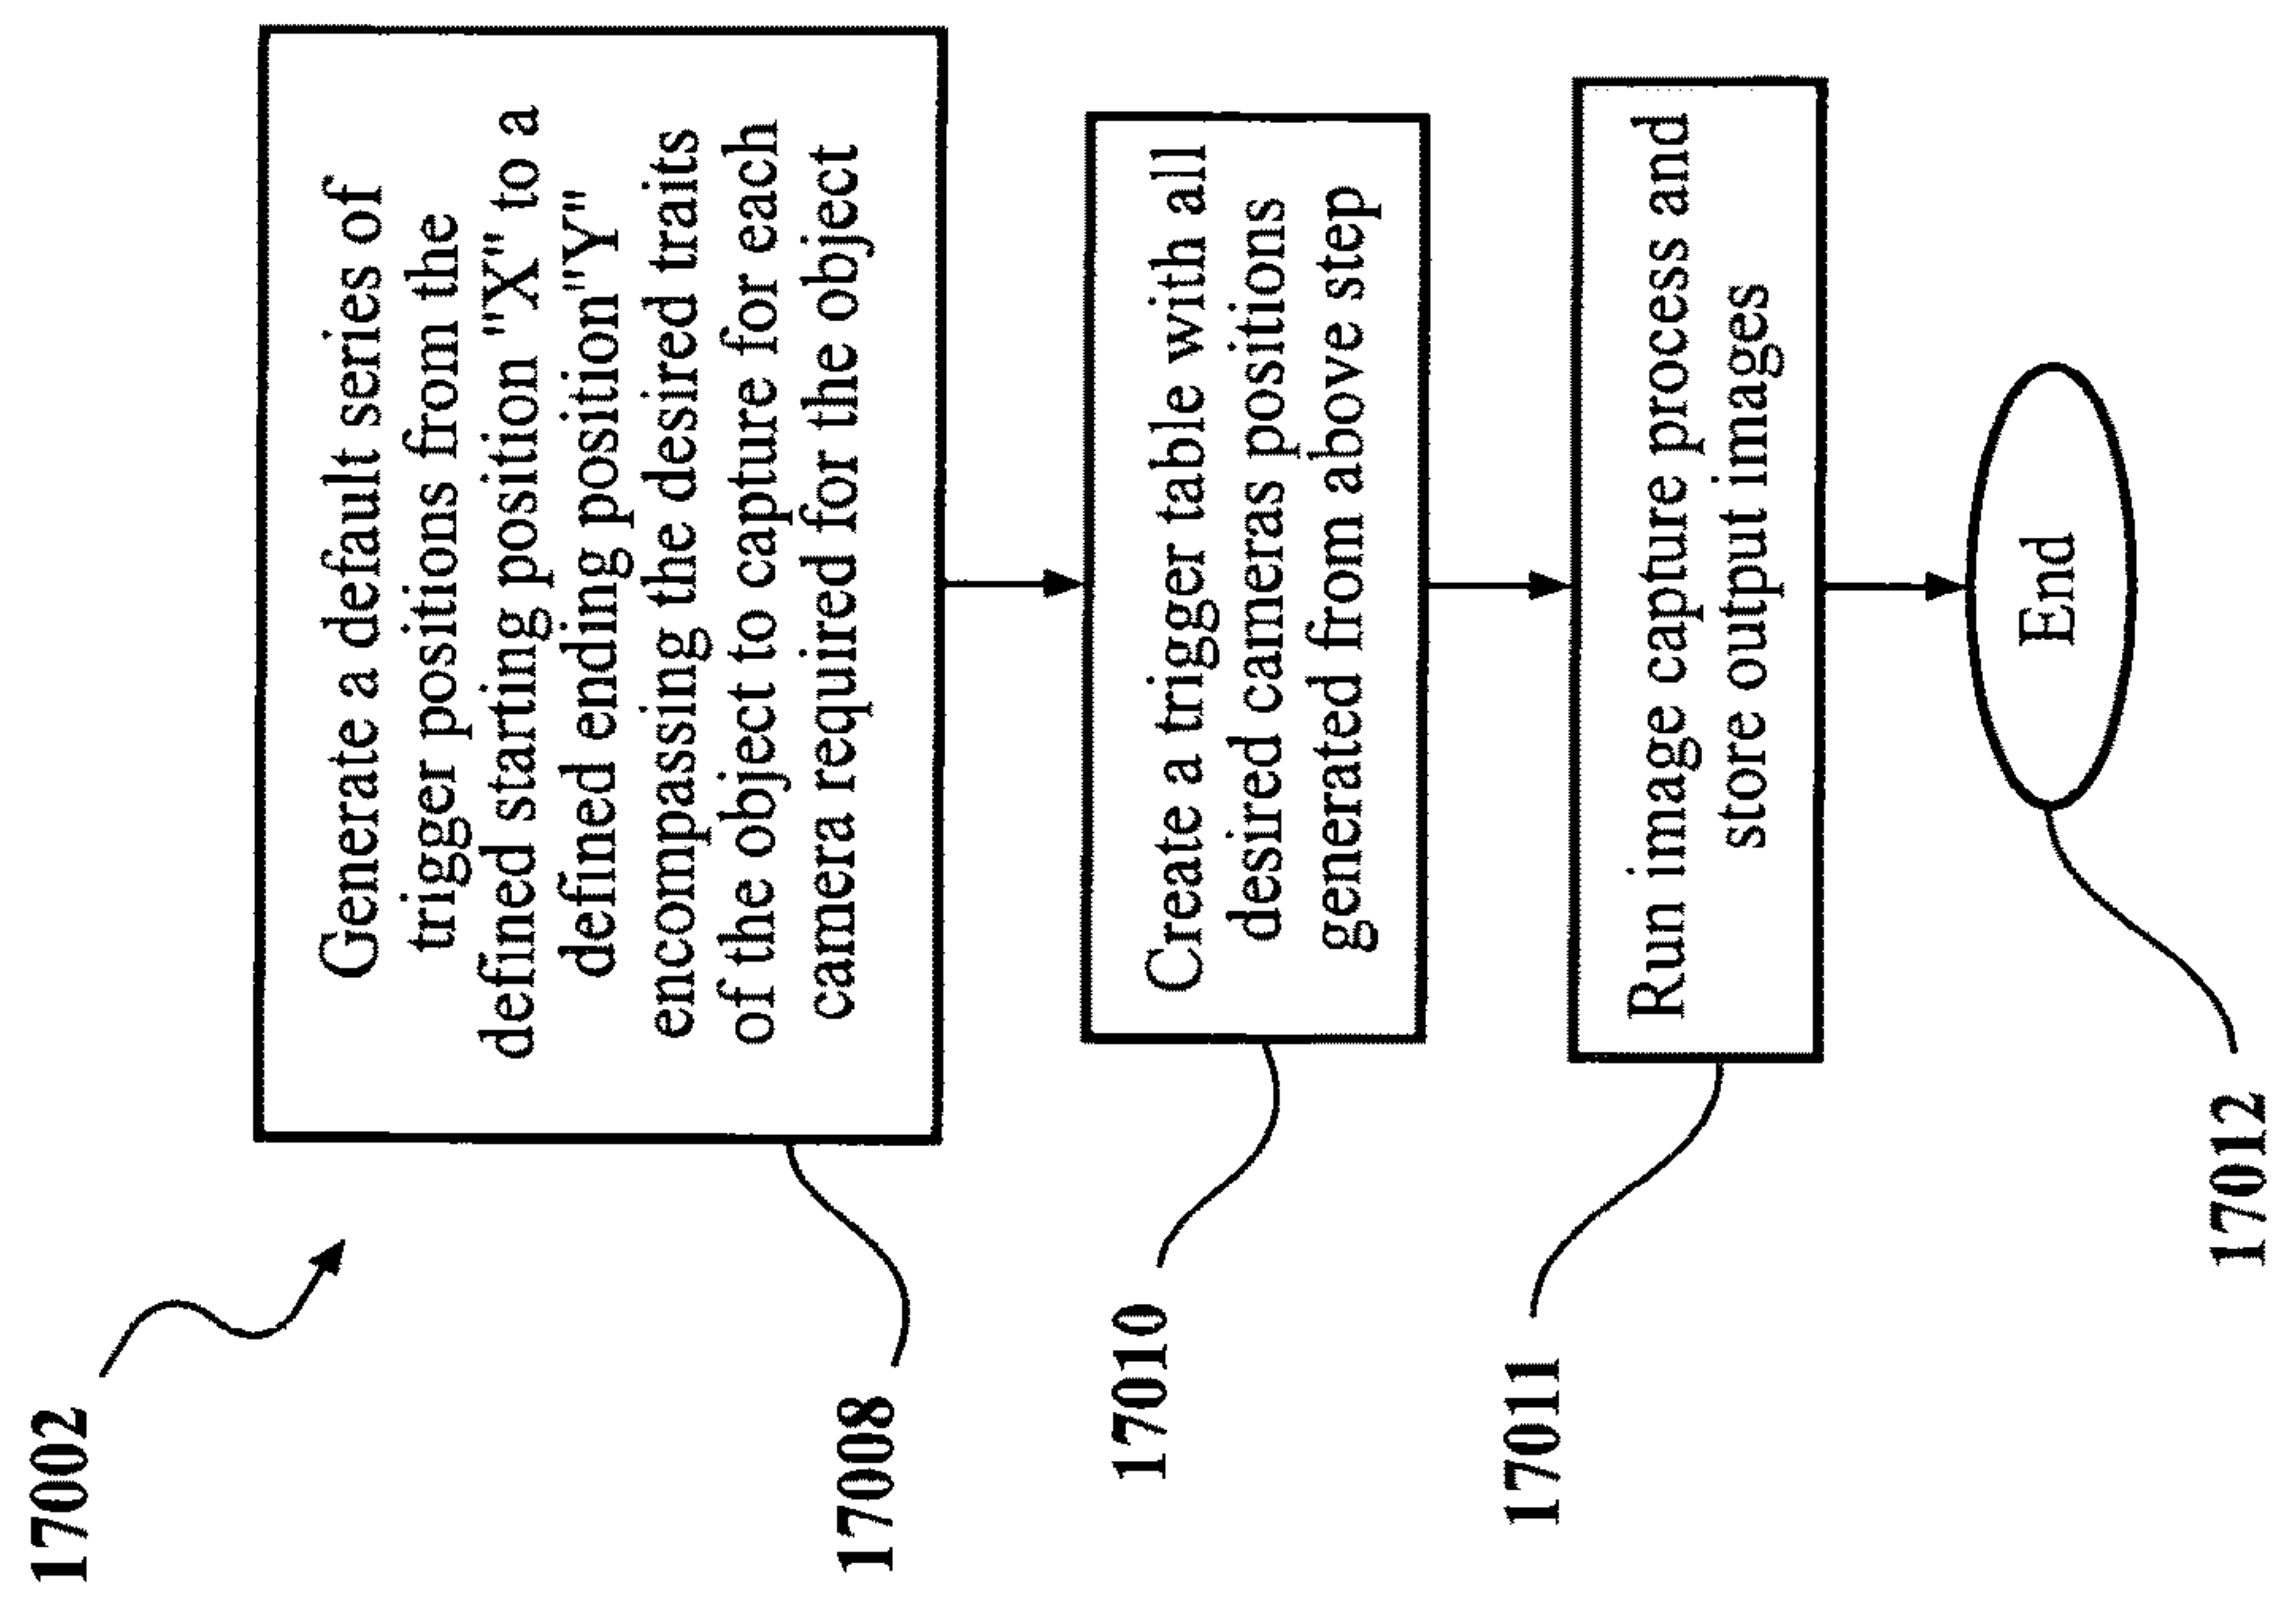 17002
Generate a default series of
trigger positions from the
defined starting position "X" to a
defined ending position "Y"
encompassing the desired traits
of the object to capture for each
camera required for the object
17008
Create a trigger table with all
desired cameras positions
generated from above step
17010
Run image capture process and
store output images
17011
End
17012